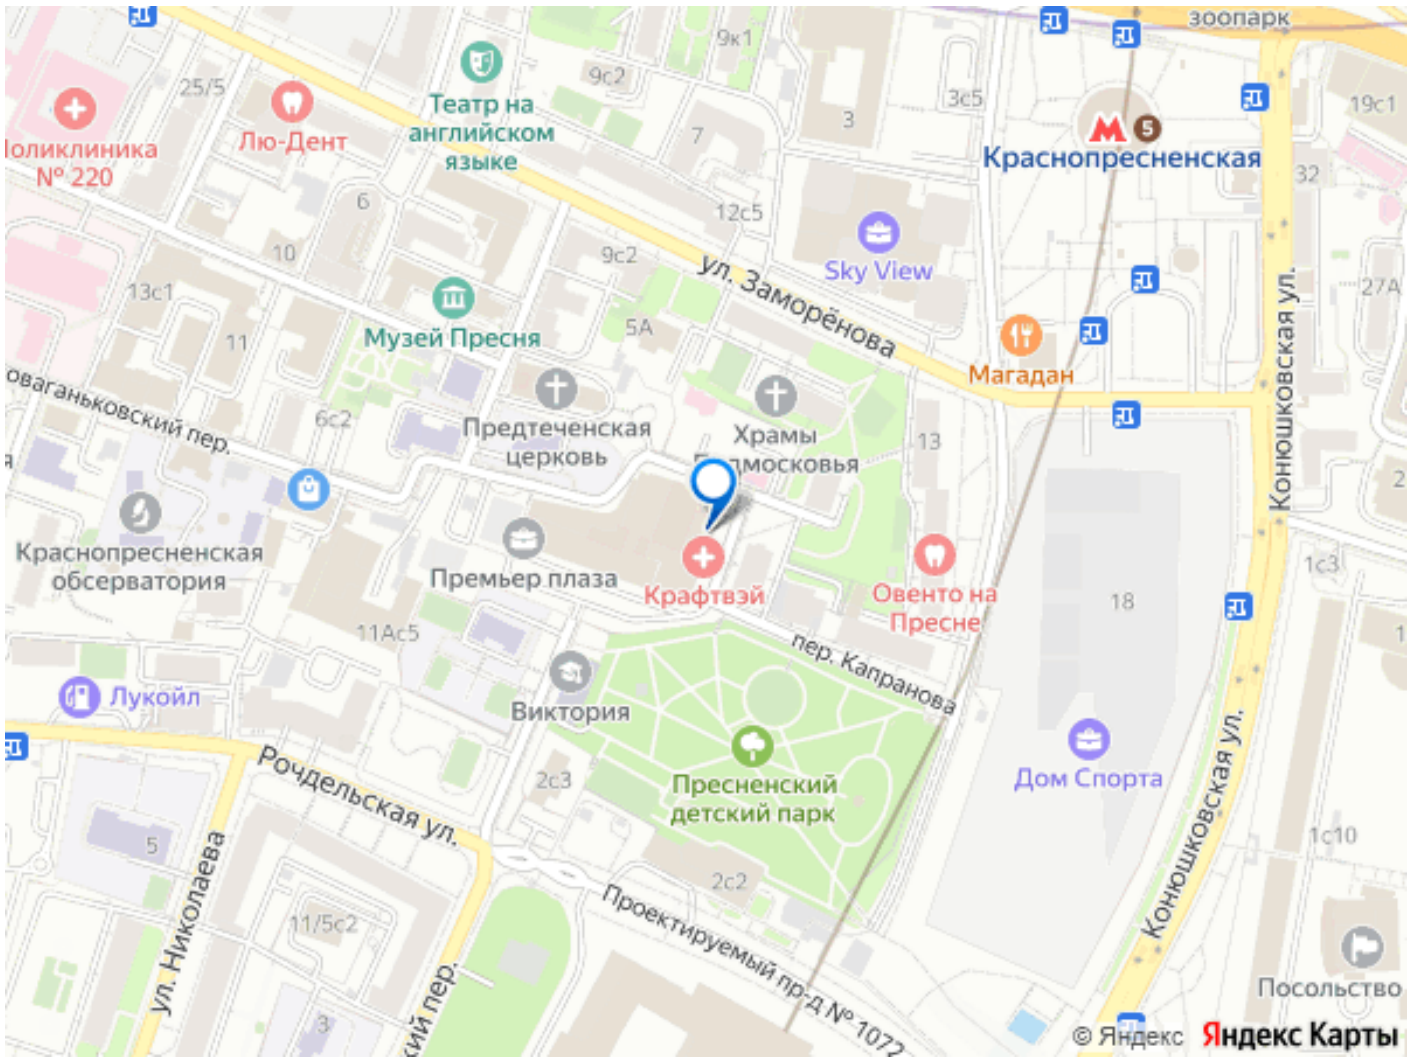 зоопарк
9к1
9с2
25/5
Театр на
английском
языке
Лю-Дент
Поликлиника
№ 220
3с5
19с1
3
7
5
Краснопресненская
32
6
12с5
10
9с2
Sky View
ул. Заморёнова
13с1
27А
Музей Пресня
5А
11
Магадан
Конюшковская ул.
6с2
Предтеченская
церковь
Храмы
Подмосковья
13
Краснопресненская
обсерватория
Премьер плаза
Крафтвэй
Овенто на
Пресне
1с3
18
11Ас5
пер. Капранова
Лукойл
Виктория
Рочдельская ул.
2с3
Пресненский
детский парк
Дом Спорта
Конюшковская ул.
1с10
5
2с2
ул. Николаева
11/5с2
Проектируемый пр-д № 1072
Посольство
3
© Яндекс Яндекс Карты